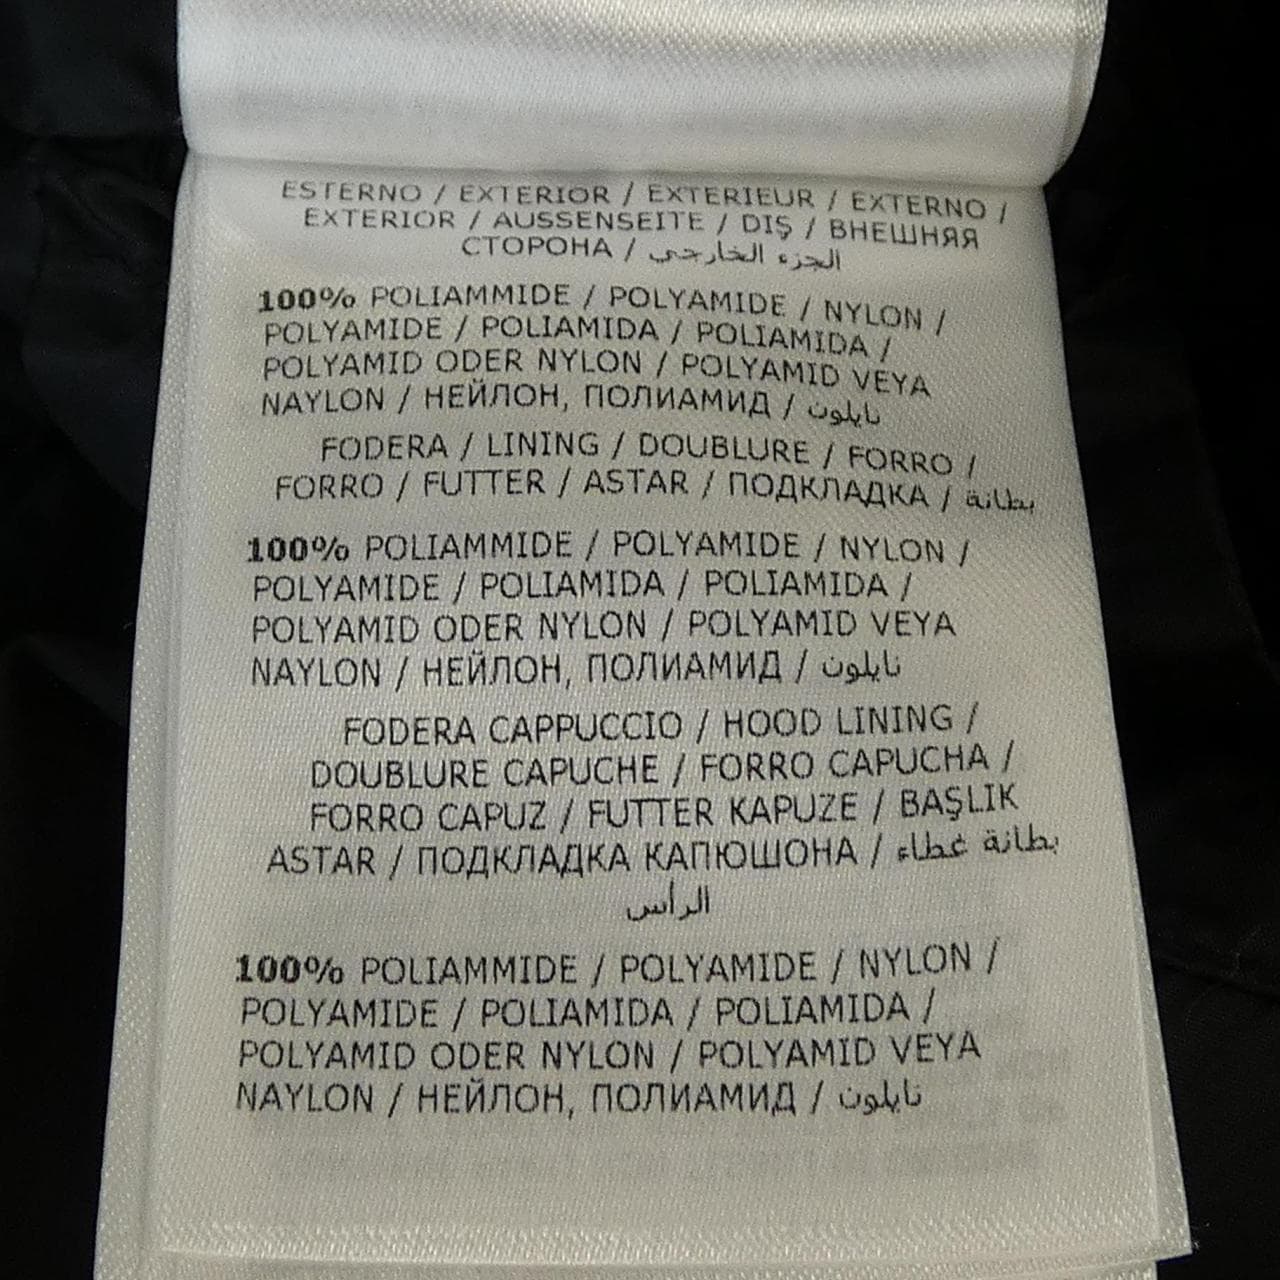 ESTERNO / EXTERIOR / EXTERIEUR / EXTERNO /
EXTERIOR / AUSSENSEITE / DIŞ / ВНЕШНЯЯ
СТОРОНА / الجزء الخارجي
100% POLIAMMIDE / POLYAMIDE / NYLON /
POLYAMIDE / POLIAMIDA / POLIAMIDA /
POLYAMID ODER NYLON / POLYAMID VEYA
NAYLON / НЕЙЛОН, ПОЛИАМИД / نايلون
FODERA / LINING / DOUBLURE / FORRO /
FORRO / FUTTER / ASTAR / ПОДКЛАДКА / بطانة
100% POLIAMMIDE / POLYAMIDE / NYLON /
POLYAMIDE / POLIAMIDA / POLIAMIDA /
POLYAMID ODER NYLON / POLYAMID VEYA
NAYLON / НЕЙЛОН, ПОЛИАМИД / نايلون
FODERA CAPPUCCIO / HOOD LINING /
DOUBLURE CAPUCHE / FORRO CAPUCHA /
FORRO CAPUZ / FUTTER KAPUZE / BAŞLIK
ASTAR / ПОДКЛАДКА КАПЮШОНА / بطانة غطاء
الرأس
100% POLIAMMIDE / POLYAMIDE / NYLON /
POLYAMIDE / POLIAMIDA / POLIAMIDA /
POLYAMID ODER NYLON / POLYAMID VEYA
NAYLON / НЕЙЛОН, ПОЛИАМИД / نايلون